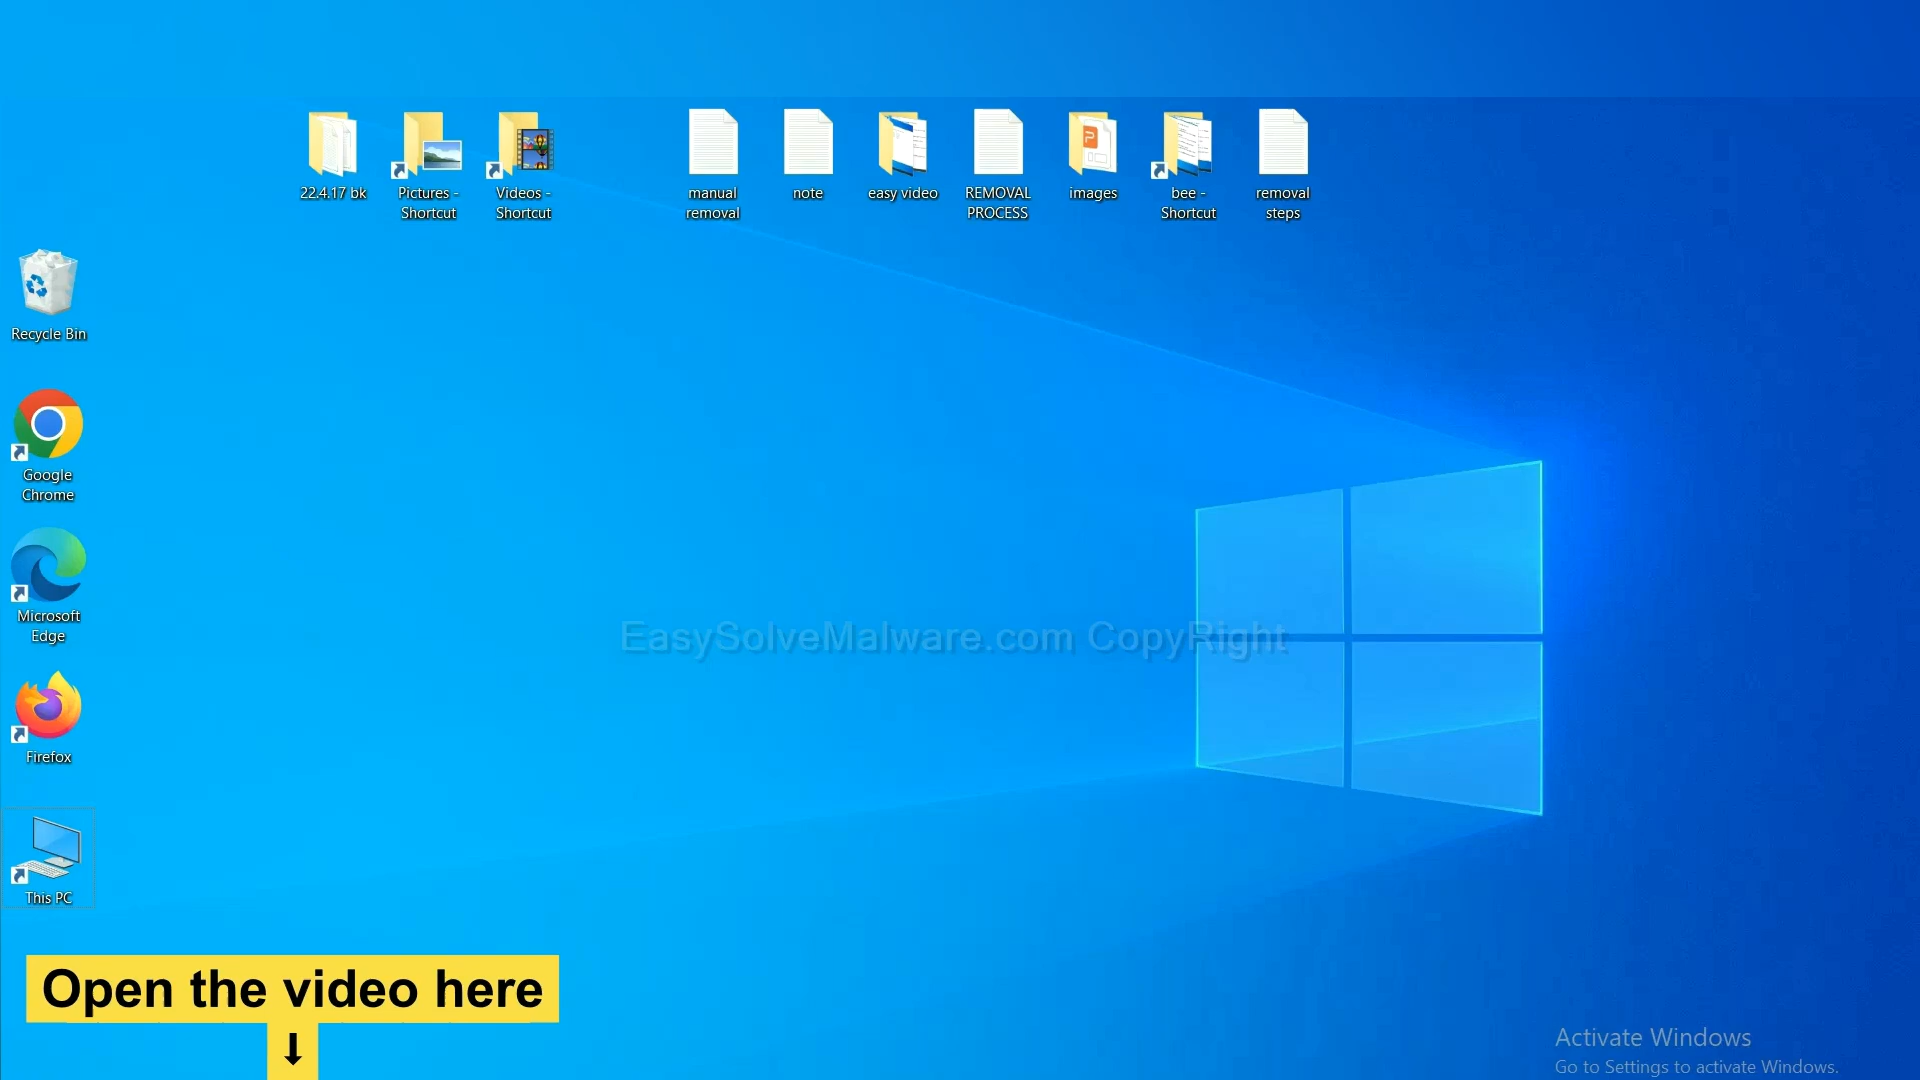 22.4.17 bk
Pictures -
Shortcut
Videos -
Shortcut
manual
removal
note
easy video
REMOVAL
PROCESS
images
bee -
Shortcut
removal
steps
Recycle Bin
Google
Chrome
Microsoft
Edge
Firefox
This PC
EasySolveMalware.com CopyRight
Open the video here
↓
Activate Windows
Go to Settings to activate Windows.